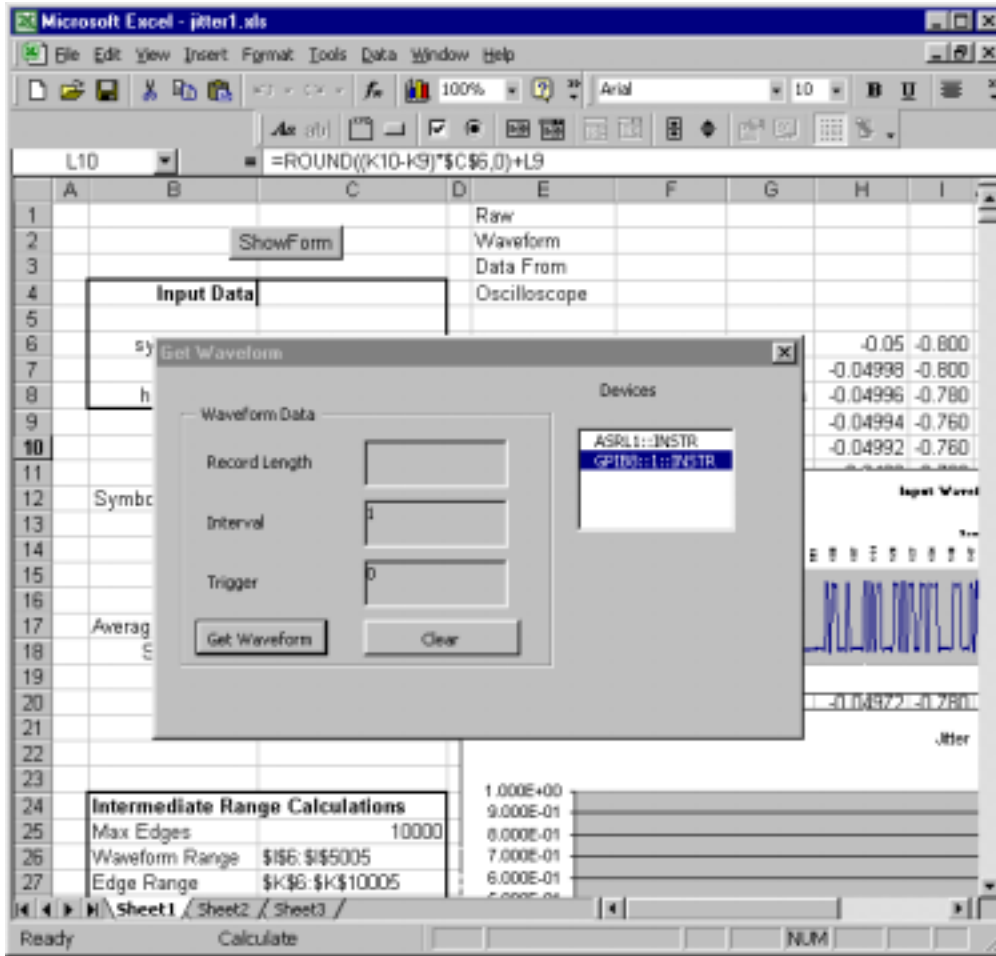 Microsoft Excel - jitter1.xls
File Edit View Insert Format Tools Data Window Help
100% Arial 10 B U
L10 = =ROUND((K10-K9)*$C$6,0)+L9
A B C D E F G H I
1 Raw
2 ShowForm Waveform
3 Data From
4 Input Data Oscilloscope
5
6 sy -0.05 -0.800
7 -0.04998 -0.800
8 h -0.04996 -0.780
9 -0.04994 -0.760
10 -0.04992 -0.760
11
12 Symbo
13
14
15
16
17 Averag
18 S
19
20 -0.04972 -0.780
21
22
23
24 Intermediate Range Calculations
25 Max Edges 10000
26 Waveform Range $I$6:$I$5005
27 Edge Range $K$6:$K$10005
Get Waveform
Waveform Data
Record Length
Interval 1
Trigger 0
Get Waveform Clear
Devices
ASRL1::INSTR
GPIB8::1::INSTR
Input Wavef
Jitter
1.000E+00
9.000E-01
8.000E-01
7.000E-01
6.000E-01
Sheet1 Sheet2 Sheet3
Ready Calculate NUM